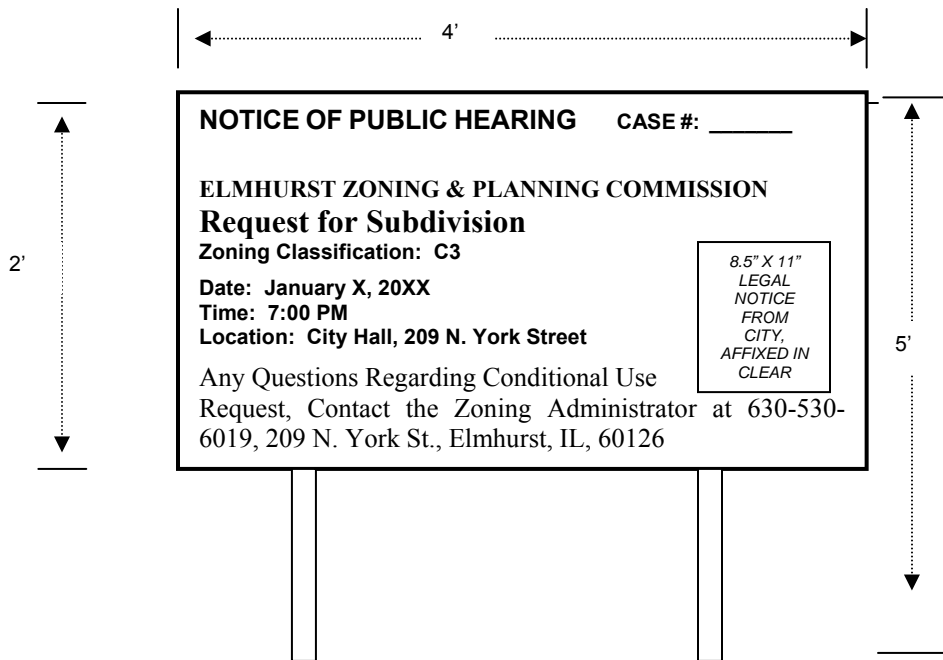 4'
NOTICE OF PUBLIC HEARING CASE #: _______
ELMHURST ZONING & PLANNING COMMISSION
Request for Subdivision
Zoning Classification: C3
Date: January X, 20XX
Time: 7:00 PM
Location: City Hall, 209 N. York Street
Any Questions Regarding Conditional Use
Request, Contact the Zoning Administrator at 630-530-
6019, 209 N. York St., Elmhurst, IL, 60126
8.5" X 11"
LEGAL
NOTICE
FROM
CITY,
AFFIXED IN
CLEAR
2'
5'